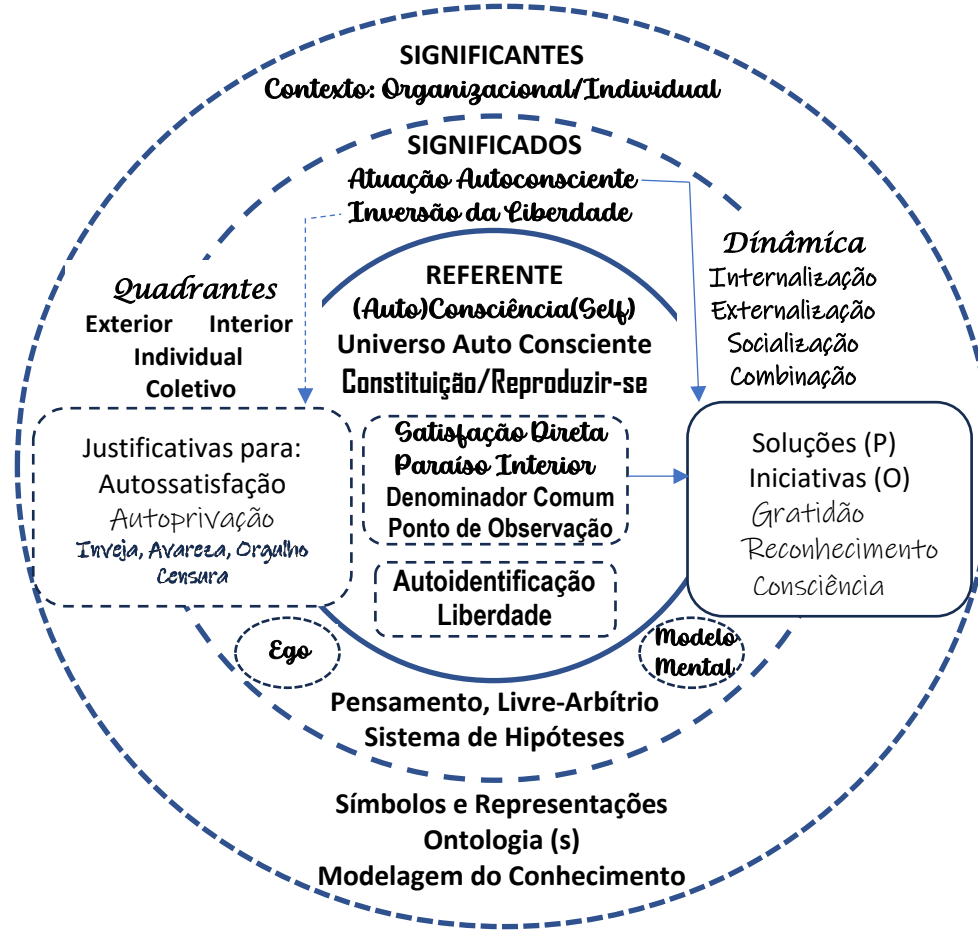 SIGNIFICANTES
Contexto: Organizacional/Individual
SIGNIFICADOS
Atuação Autoconsciente
Inversão da Liberdade
Quadrantes
Exterior Interior
Individual
Coletivo
REFERENTE
(Auto)Consciência(Self)
Universo Auto Consciente
Constituição/Reproduzir-se
Dinâmica
Internalização
Externalização
Socialização
Combinação
Justificativas para:
Autossatisfação
Autoprivação
Inveja, Avareza, Orgulho
Censura
Satisfação Direta
Paraíso Interior
Denominador Comum
Ponto de Observação
Soluções (P)
Iniciativas (O)
Gratidão
Reconhecimento
Consciência
Autoidentificação
Liberdade
Ego
Modelo
Mental
Pensamento, Livre-Arbítrio
Sistema de Hipóteses
Símbolos e Representações
Ontologia (s)
Modelagem do Conhecimento